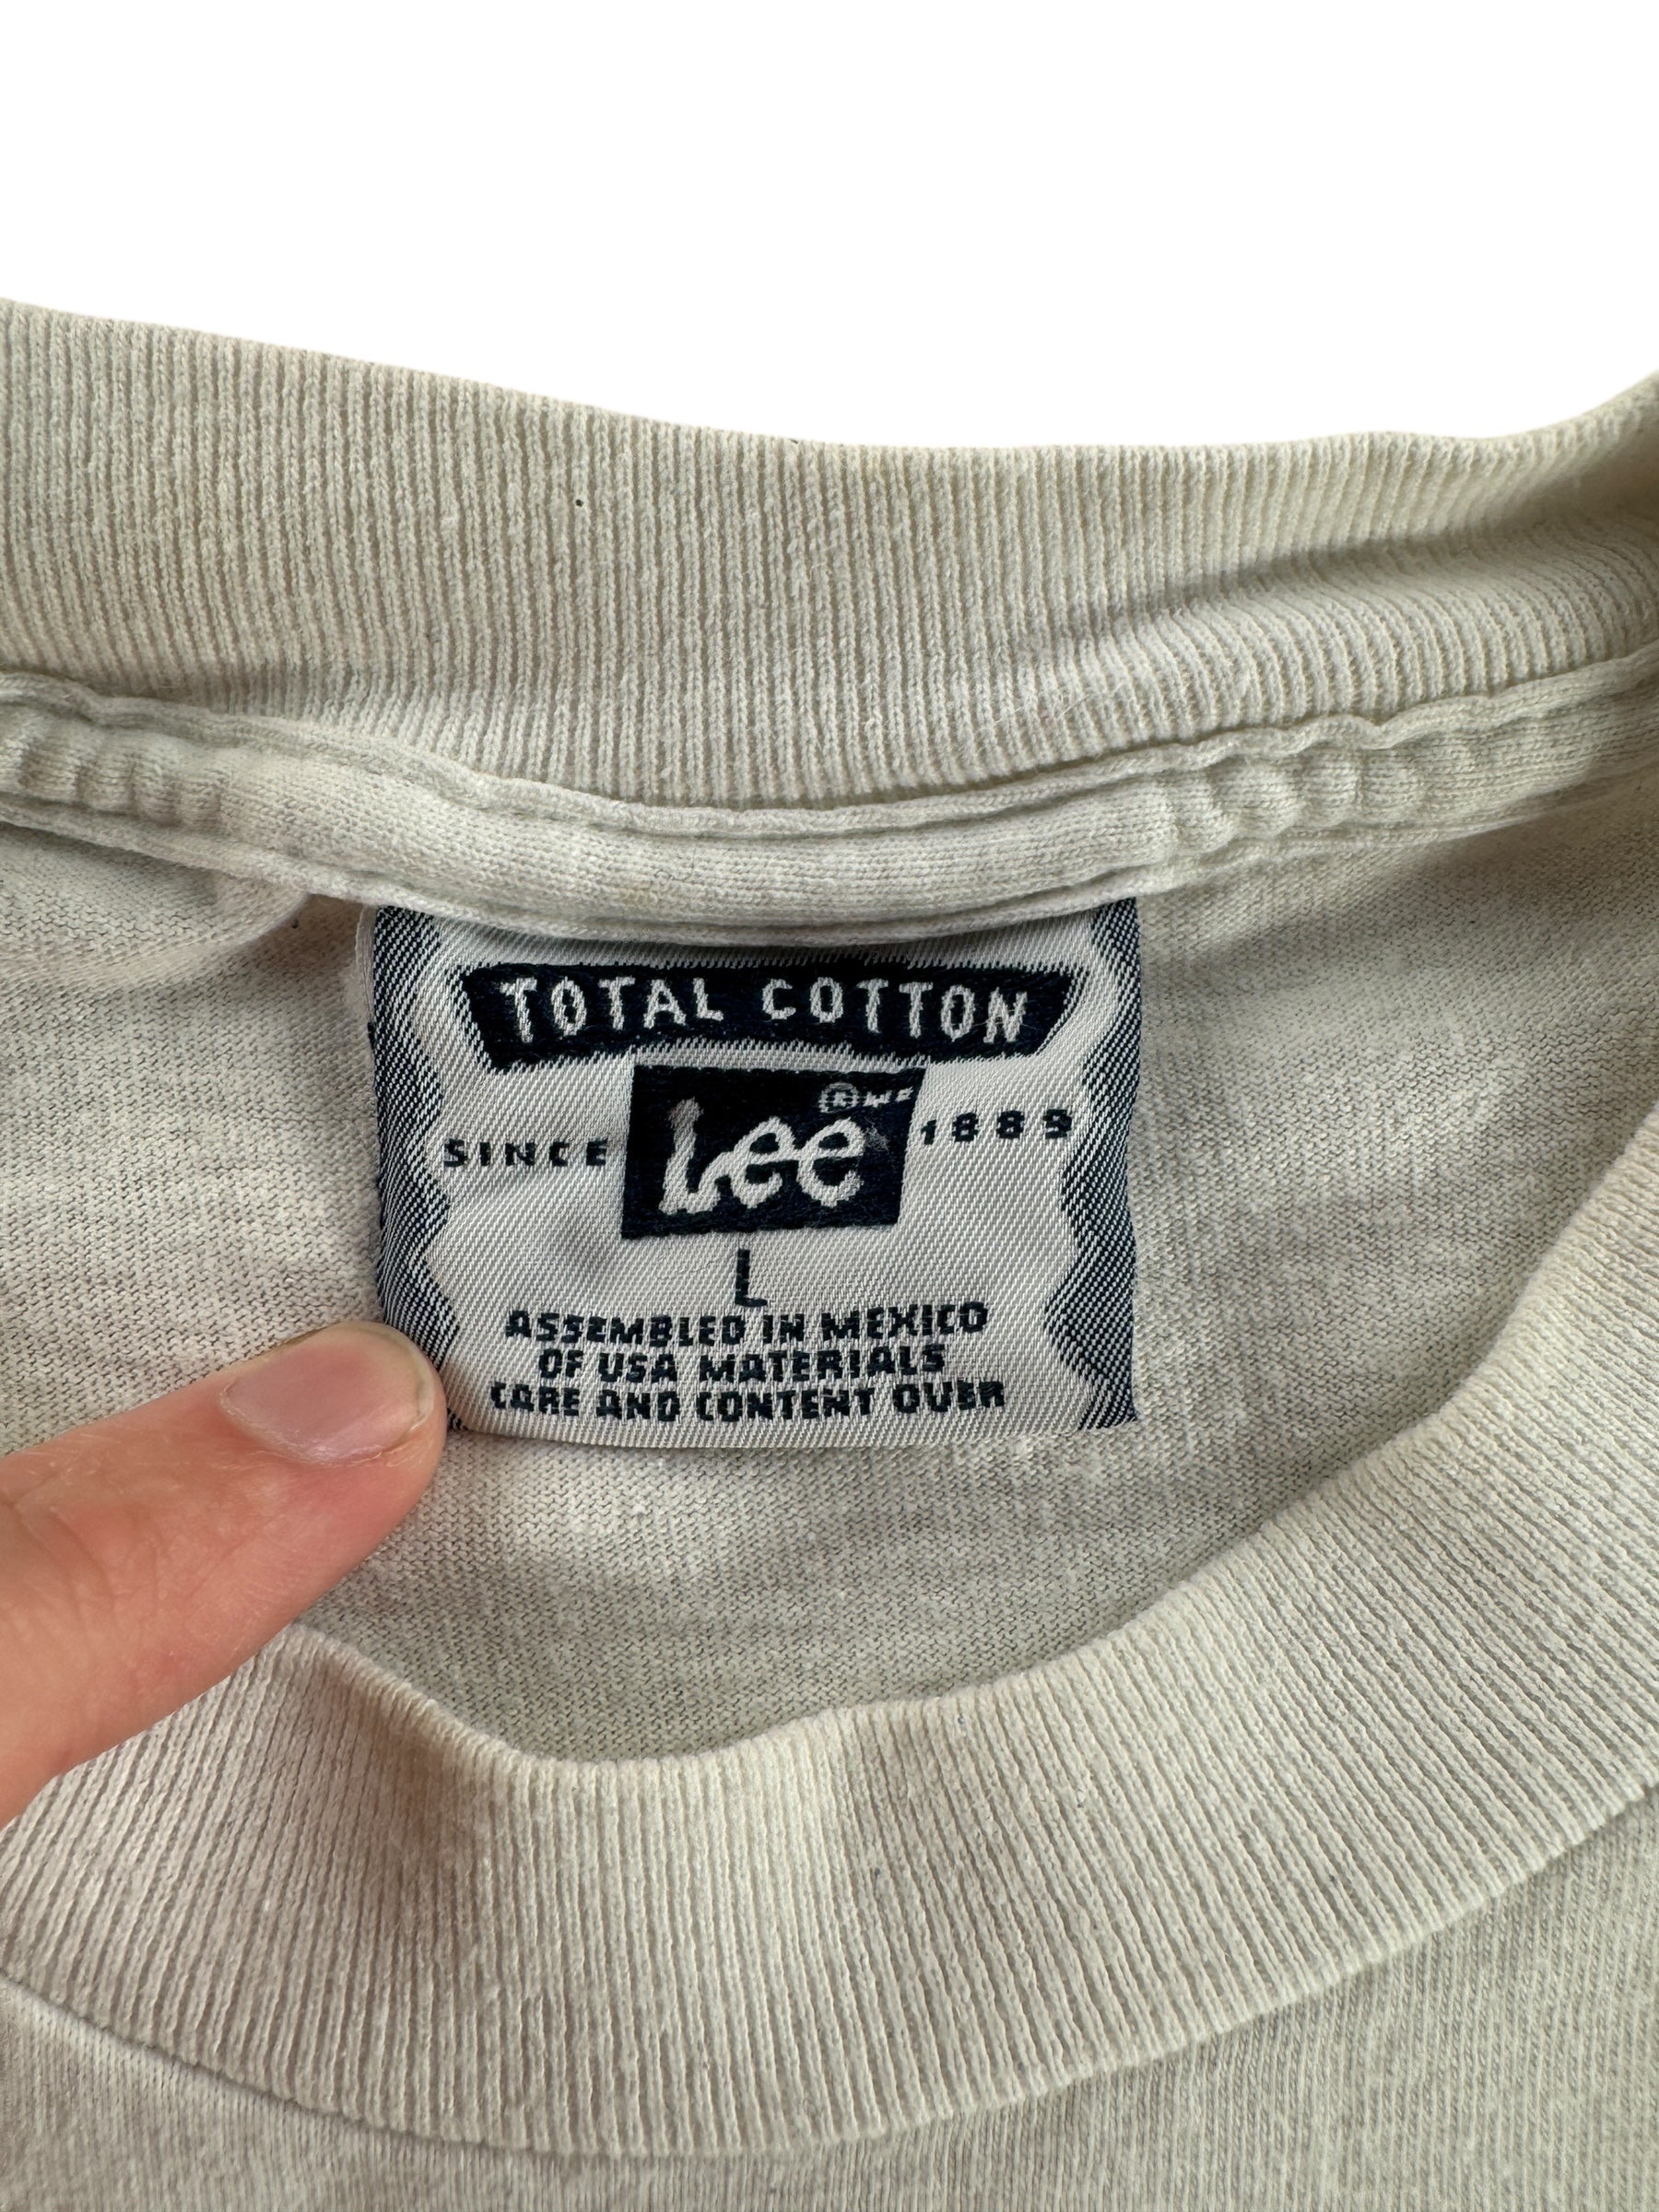 TOTAL COTTON
SINCE Lee ® 1889
L
ASSEMBLED IN MEXICO
OF USA MATERIALS
CARE AND CONTENT OVER